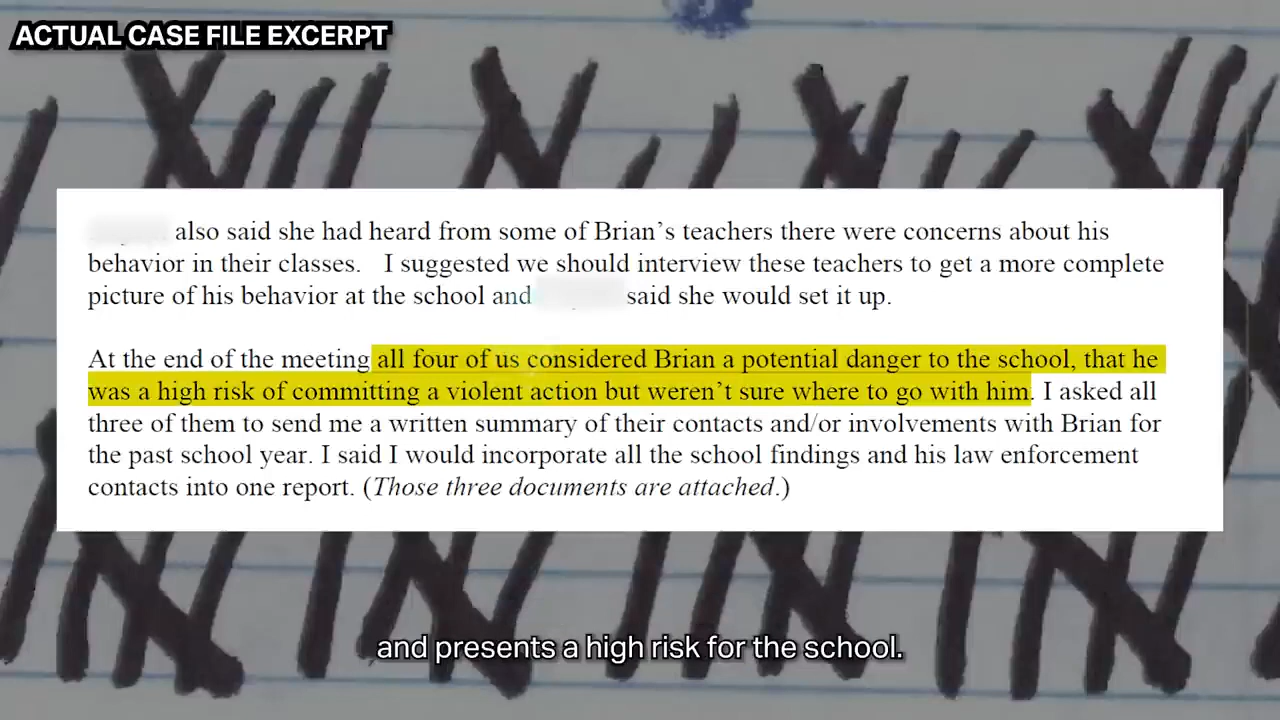 ACTUAL CASE FILE EXCERPT
also said she had heard from some of Brian's teachers there were concerns about his
behavior in their classes. I suggested we should interview these teachers to get a more complete
picture of his behavior at the school and said she would set it up.
At the end of the meeting all four of us considered Brian a potential danger to the school, that he
was a high risk of committing a violent action but weren't sure where to go with him. I asked all
three of them to send me a written summary of their contacts and/or involvements with Brian for
the past school year. I said I would incorporate all the school findings and his law enforcement
contacts into one report. (Those three documents are attached.)
and presents a high risk for the school.